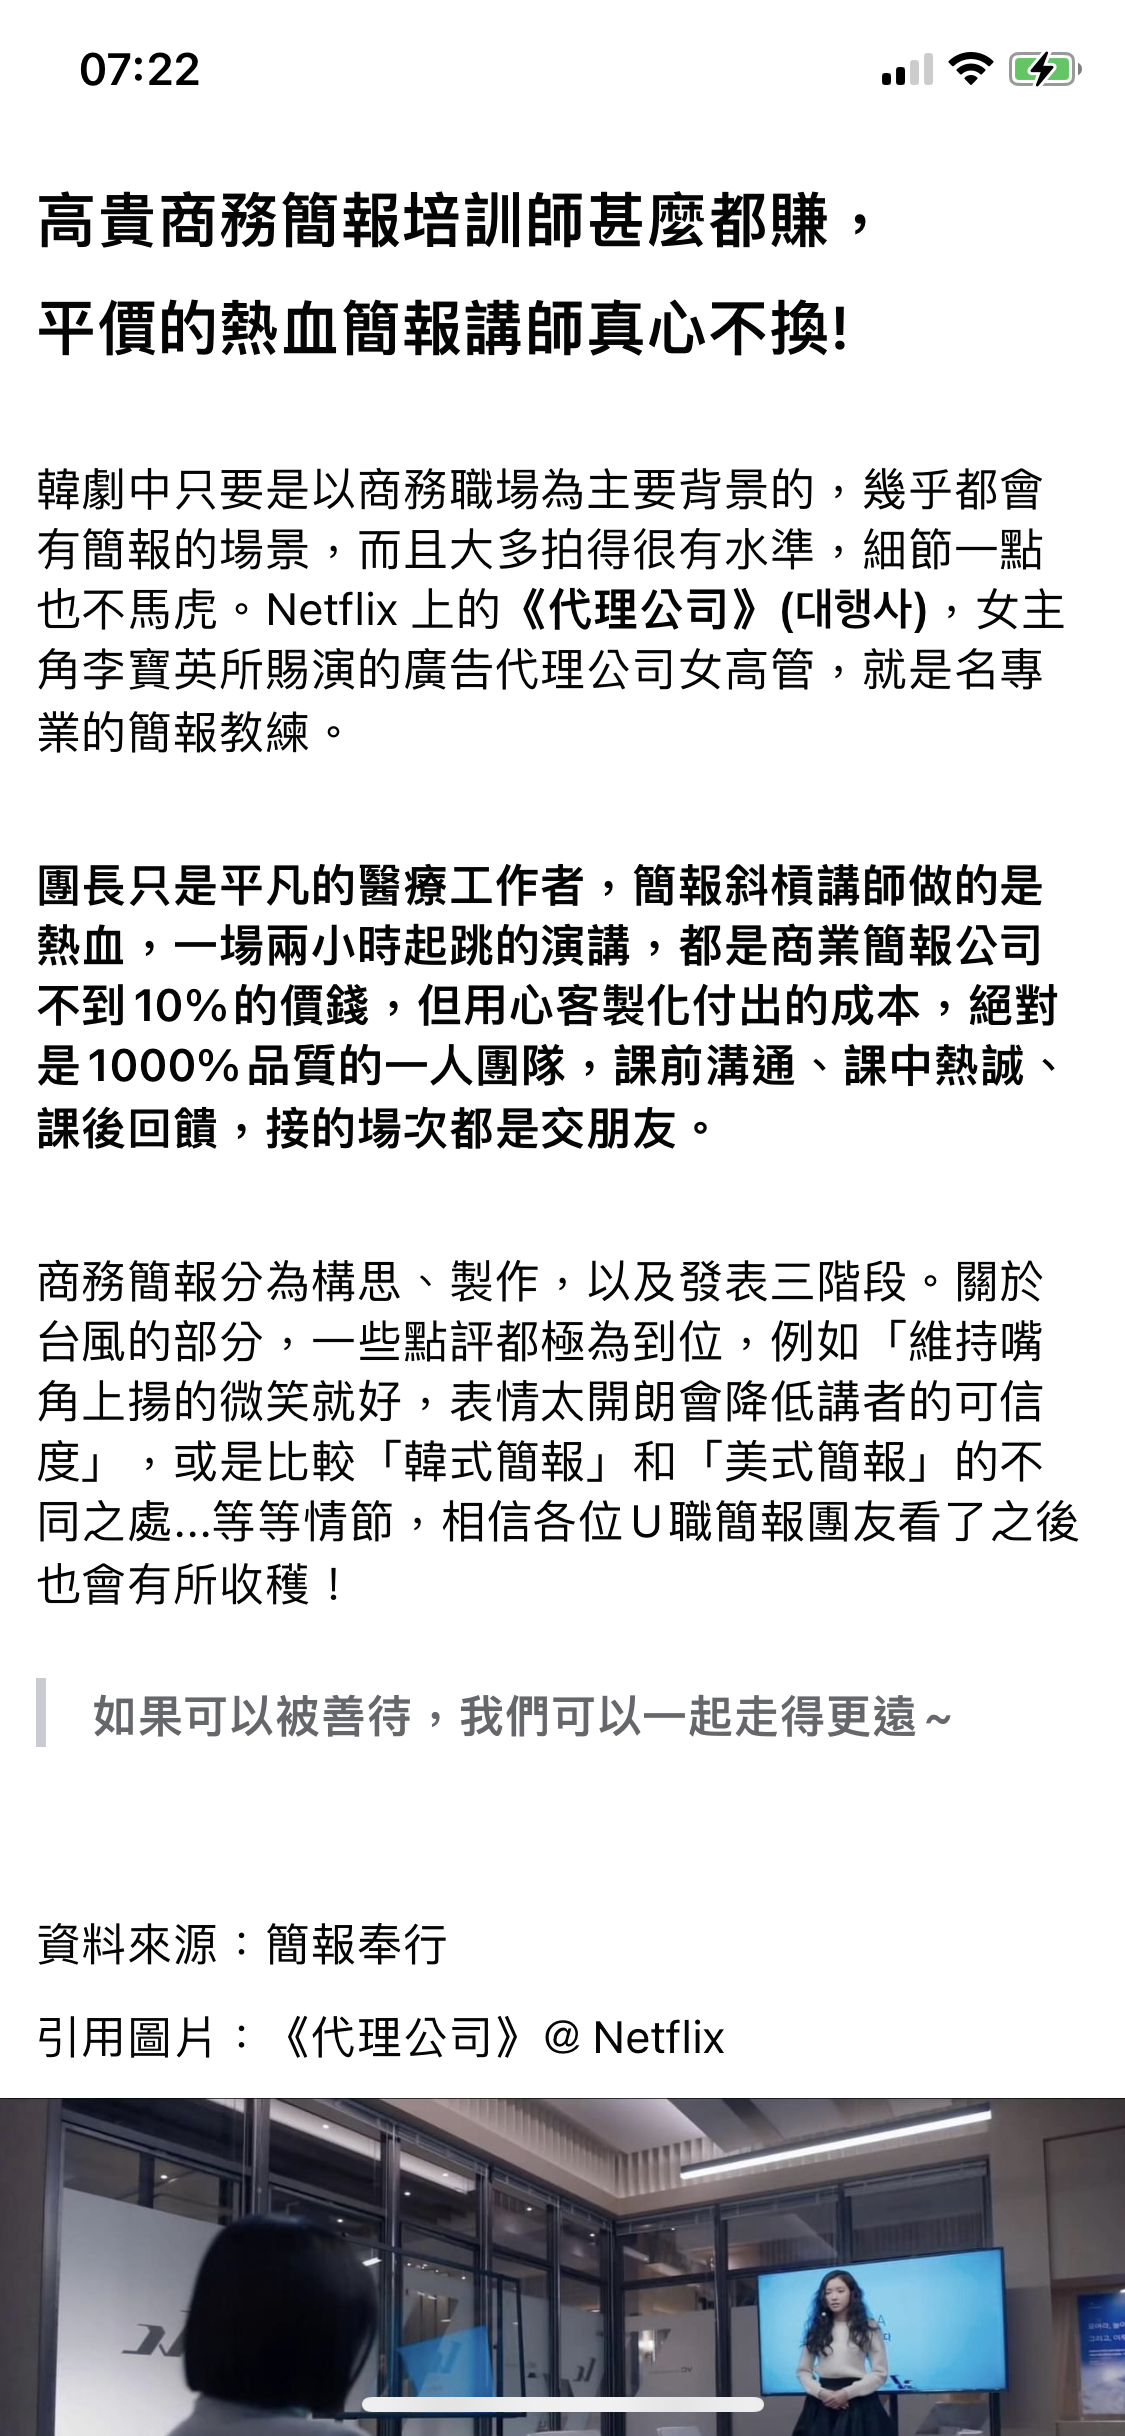 07:22
高貴商務簡報培訓師甚麼都賺，
平價的熱血簡報講師真心不換!
韓劇中只要是以商務職場為主要背景的，幾乎都會
有簡報的場景，而且大多拍得很有水準，細節一點
也不馬虎。Netflix 上的《代理公司》(대행사)，女主
角李寶英所賜演的廣告代理公司女高管，就是名專
業的簡報教練。
團長只是平凡的醫療工作者，簡報斜槓講師做的是
熱血，一場兩小時起跳的演講，都是商業簡報公司
不到10%的價錢，但用心客製化付出的成本，絕對
是1000%品質的一人團隊，課前溝通、課中熱誠、
課後回饋，接的場次都是交朋友。
商務簡報分為構思、製作，以及發表三階段。關於
台風的部分，一些點評都極為到位，例如「維持嘴
角上揚的微笑就好，表情太開朗會降低講者的可信
度」，或是比較「韓式簡報」和「美式簡報」的不
同之處...等等情節，相信各位U職簡報團友看了之後
也會有所收穫！
如果可以被善待，我們可以一起走得更遠~
資料來源：簡報奉行
引用圖片：《代理公司》@ Netflix